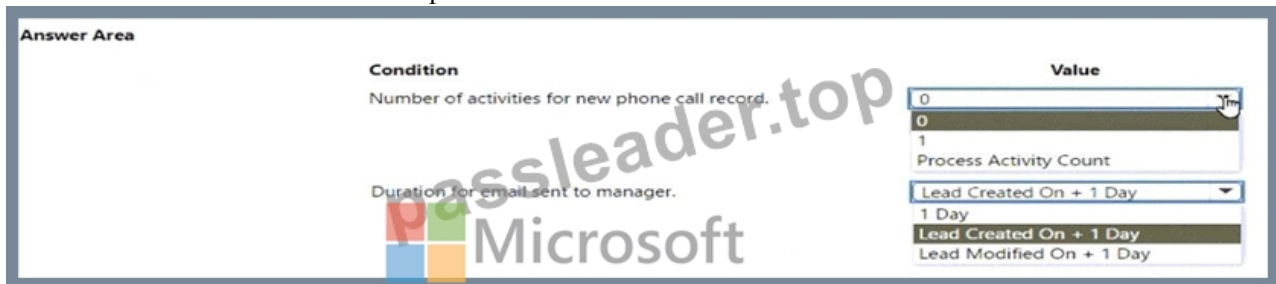 Answer Area
Condition Value
Number of activities for new phone call record. 0
0
1
Process Activity Count
Duration for email sent to manager. Lead Created On + 1 Day
1 Day
Lead Created On + 1 Day
Lead Modified On + 1 Day
passleader.top
Microsoft